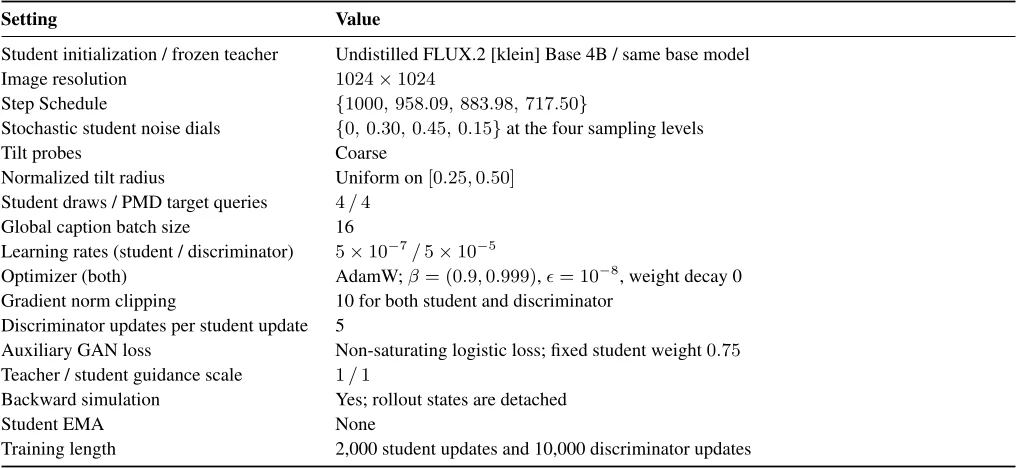 Setting Value
Student initialization / frozen teacher Undistilled FLUX.2 [klein] Base 4B / same base model
Image resolution 1024 × 1024
Step Schedule {1000, 958.09, 883.98, 717.50}
Stochastic student noise dials {0, 0.30, 0.45, 0.15} at the four sampling levels
Tilt probes Coarse
Normalized tilt radius Uniform on [0.25, 0.50]
Student draws / PMD target queries 4 / 4
Global caption batch size 16
Learning rates (student / discriminator) 5 × 10⁻⁷ / 5 × 10⁻⁵
Optimizer (both) AdamW; β = (0.9, 0.999), ϵ = 10⁻⁸, weight decay 0
Gradient norm clipping 10 for both student and discriminator
Discriminator updates per student update 5
Auxiliary GAN loss Non-saturating logistic loss; fixed student weight 0.75
Teacher / student guidance scale 1 / 1
Backward simulation Yes; rollout states are detached
Student EMA None
Training length 2,000 student updates and 10,000 discriminator updates